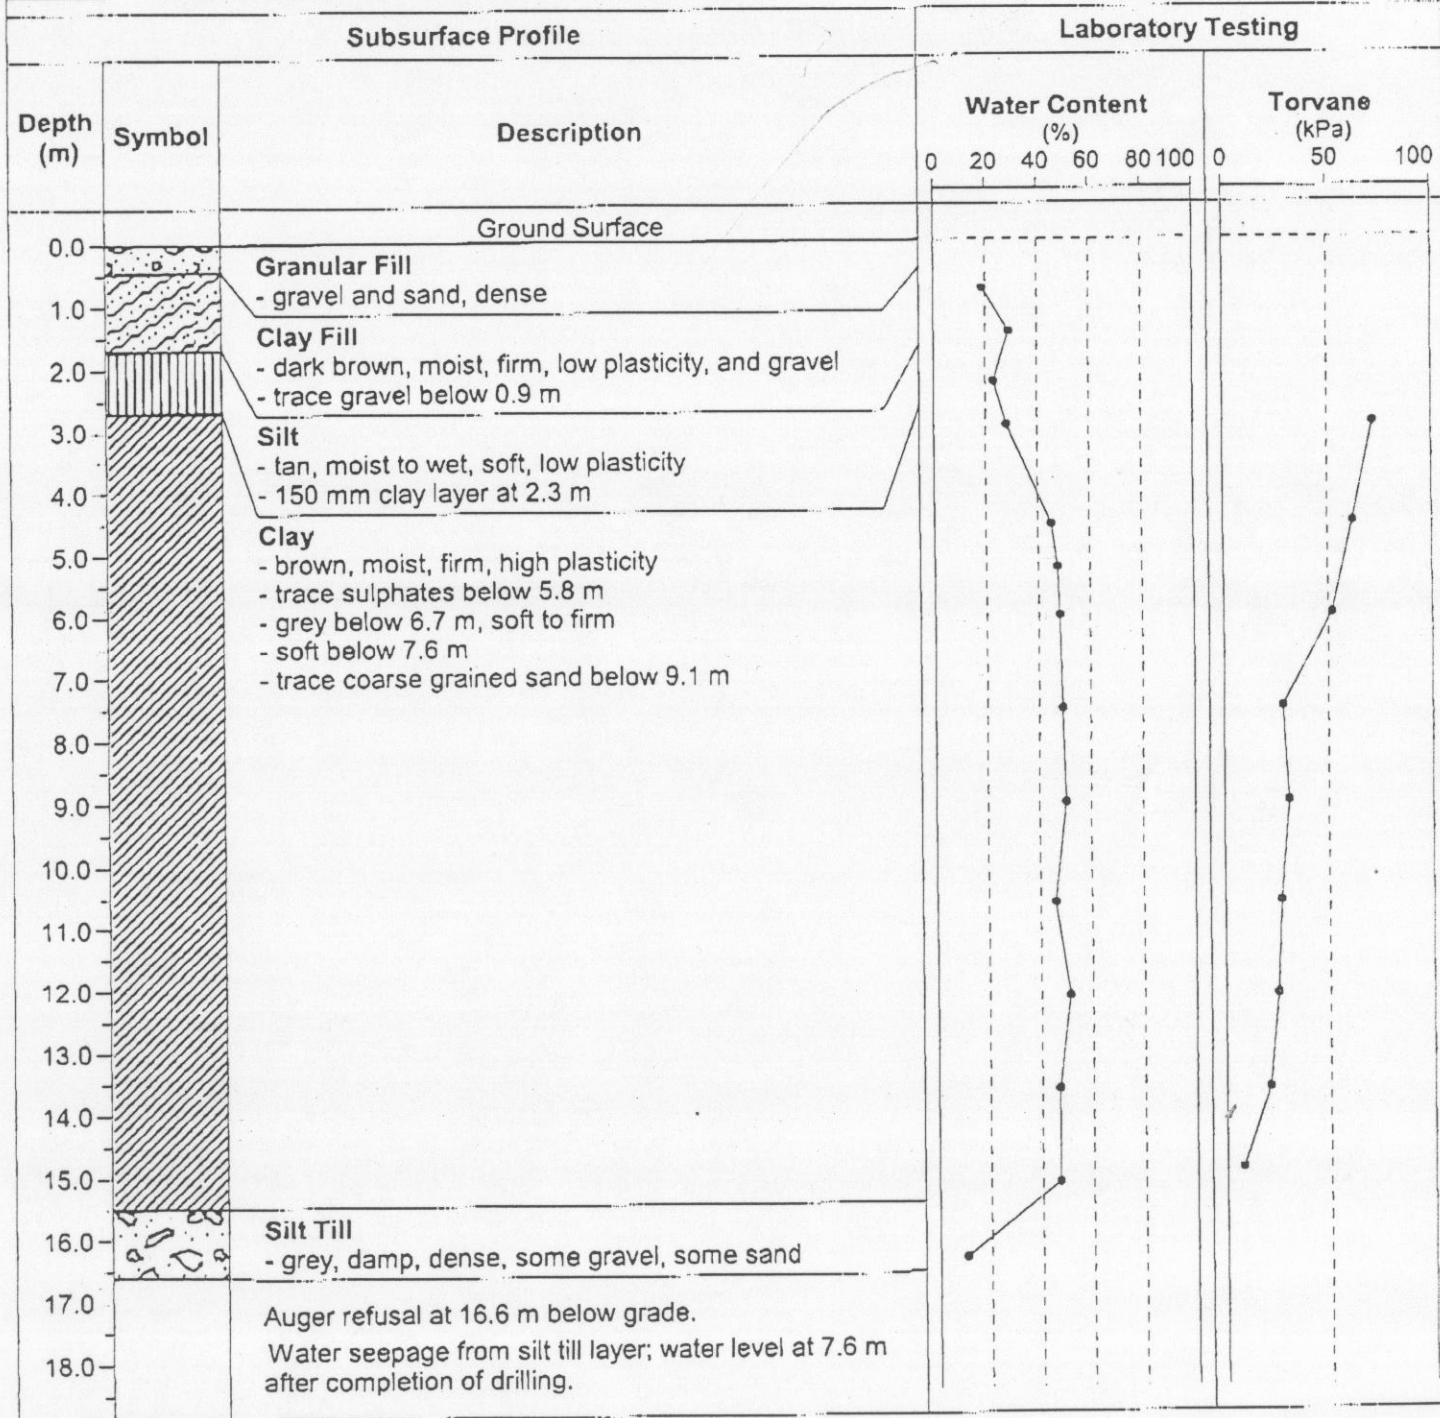 Subsurface Profile
Laboratory Testing
Depth
(m)
Symbol
Description
Water Content
(%)
0 20 40 60 80 100
Torvane
(kPa)
0 50 100
Ground Surface
0.0
1.0
2.0
3.0
4.0
5.0
6.0
7.0
8.0
9.0
10.0
11.0
12.0
13.0
14.0
15.0
16.0
17.0
18.0
Granular Fill
- gravel and sand, dense
Clay Fill
- dark brown, moist, firm, low plasticity, and gravel
- trace gravel below 0.9 m
Silt
- tan, moist to wet, soft, low plasticity
- 150 mm clay layer at 2.3 m
Clay
- brown, moist, firm, high plasticity
- trace sulphates below 5.8 m
- grey below 6.7 m, soft to firm
- soft below 7.6 m
- trace coarse grained sand below 9.1 m
Silt Till
- grey, damp, dense, some gravel, some sand
Auger refusal at 16.6 m below grade.
Water seepage from silt till layer; water level at 7.6 m
after completion of drilling.